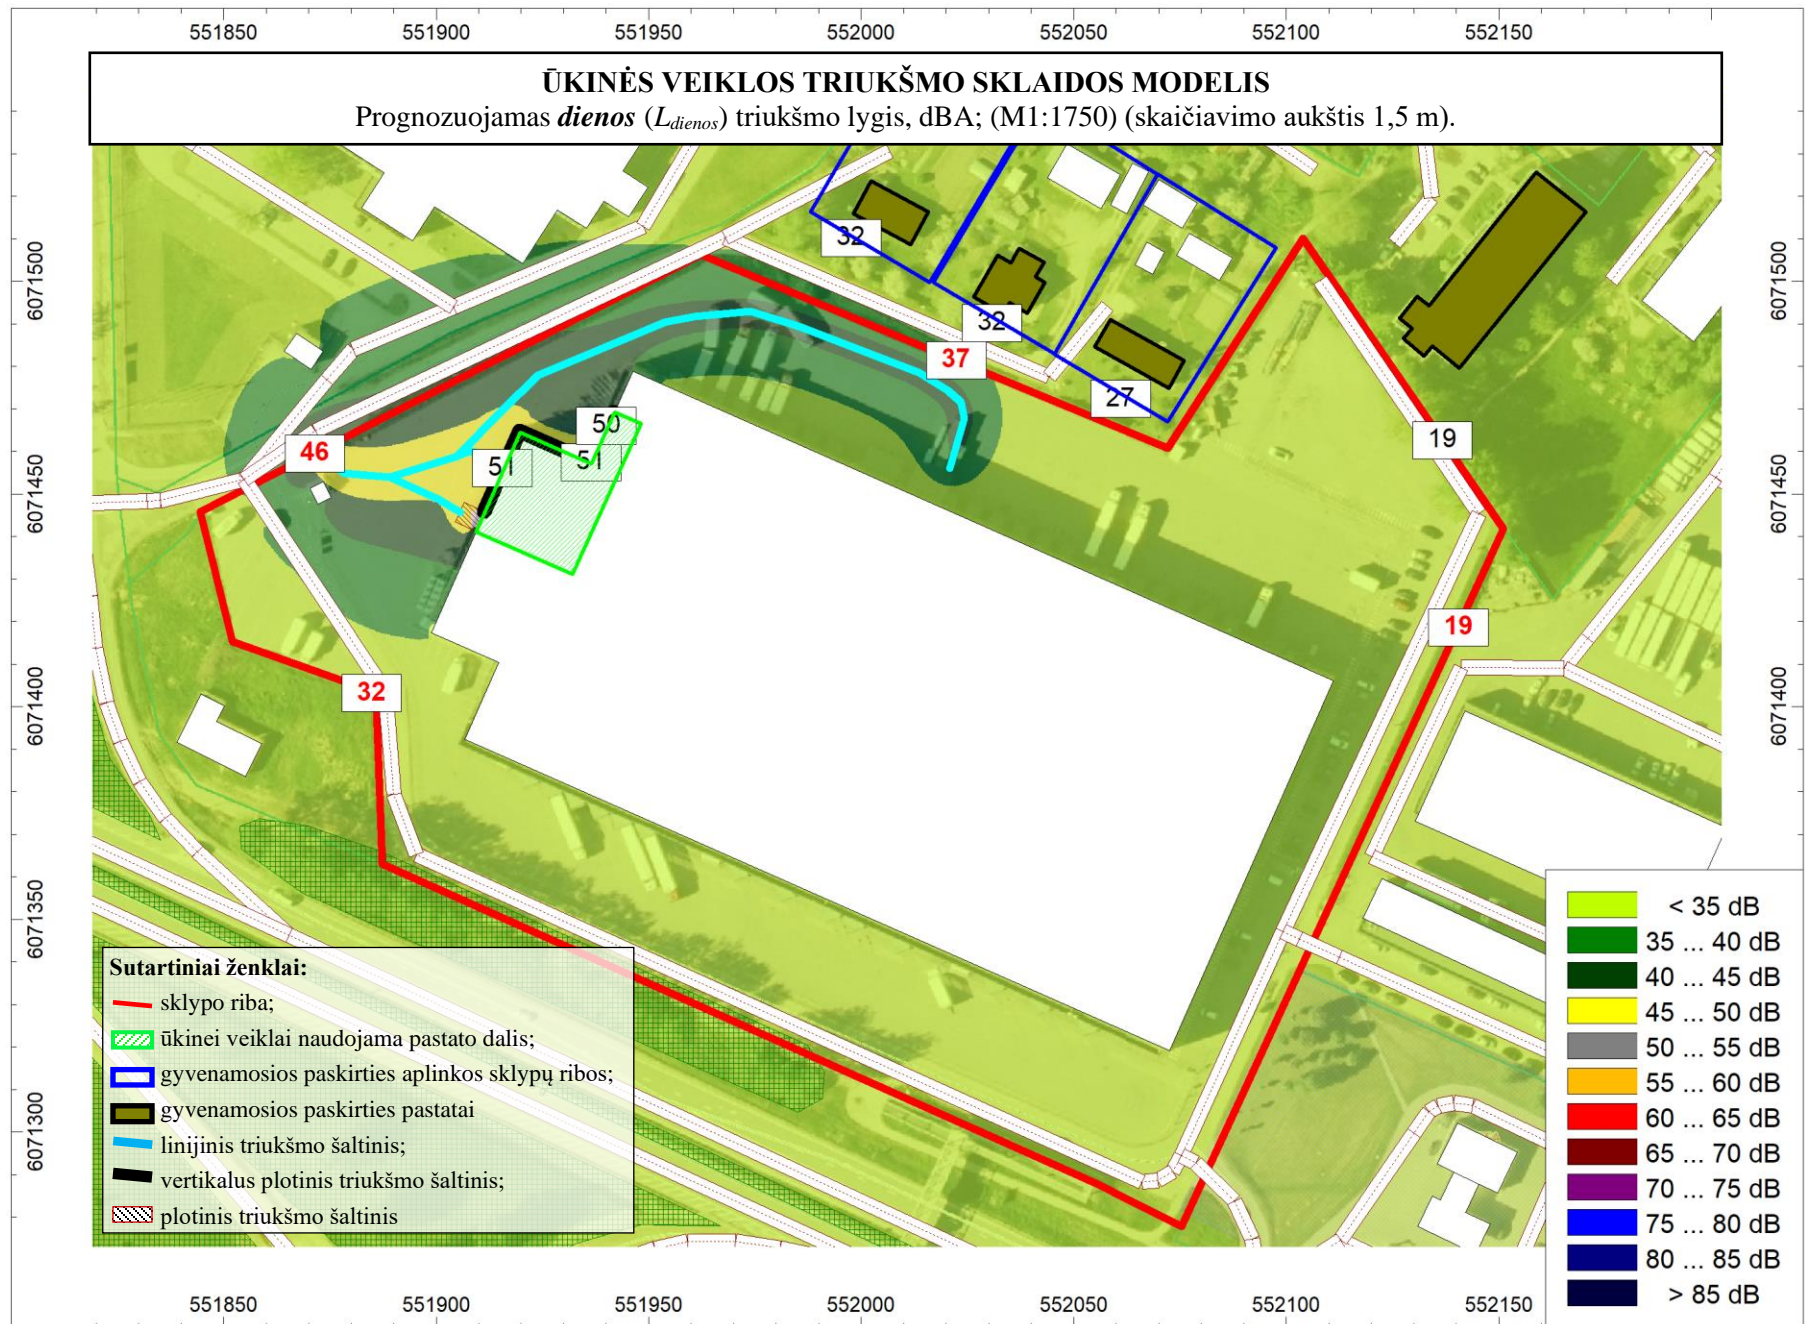 551850 551900 551950 552000 552050 552100 552150
ŪKINĖS VEIKLOS TRIUKŠMO SKLAIDOS MODELIS
Prognozuojamas dienos (Ldienos) triukšmo lygis, dBA; (M1:1750) (skaičiavimo aukštis 1,5 m).
6071500
6071450
6071400
6071350
6071300
6071500
6071450
6071400
32
32
37
27
46
50
51
51
19
19
32
Sutartiniai ženklai:
sklypo riba;
ūkinei veiklai naudojama pastato dalis;
gyvenamosios paskirties aplinkos sklypų ribos;
gyvenamosios paskirties pastatai
linijinis triukšmo šaltinis;
vertikalus plotinis triukšmo šaltinis;
plotinis triukšmo šaltinis
< 35 dB
35 ... 40 dB
40 ... 45 dB
45 ... 50 dB
50 ... 55 dB
55 ... 60 dB
60 ... 65 dB
65 ... 70 dB
70 ... 75 dB
75 ... 80 dB
80 ... 85 dB
> 85 dB
551850 551900 551950 552000 552050 552100 552150